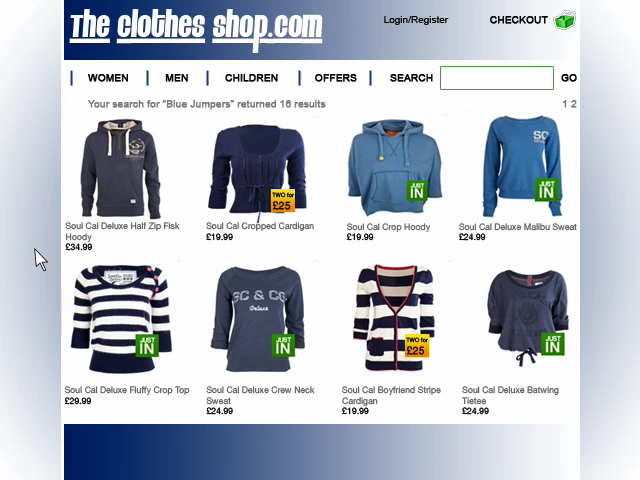 The clothes shop.com
Login/Register
CHECKOUT
WOMEN MEN CHILDREN OFFERS SEARCH GO
Your search for "Blue Jumpers" returned 16 results
1 2
TWO for
£25
JUST
IN
JUST
IN
Soul Cal Deluxe Half Zip Fisk
Hoody
£34.99
Soul Cal Cropped Cardigan
£19.99
Soul Cal Crop Hoody
£19.99
Soul Cal Deluxe Malibu Sweat
£24.99
SC & CO
Deluxe
JUST
IN
JUST
IN
TWO for
£25
JUST
IN
Soul Cal Deluxe Fluffy Crop Top
£29.99
Soul Cal Deluxe Crew Neck
Sweat
£24.99
Soul Cal Boyfriend Stripe
Cardigan
£19.99
Soul Cal Deluxe Batwing
Tietee
£24.99